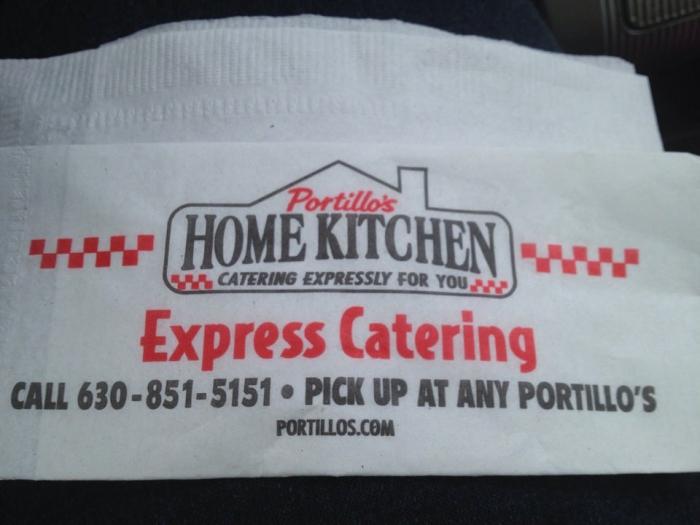 Portillo's
HOME KITCHEN
CATERING EXPRESSLY FOR YOU
Express Catering
CALL 630-851-5151 • PICK UP AT ANY PORTILLO'S
PORTILLOS.COM